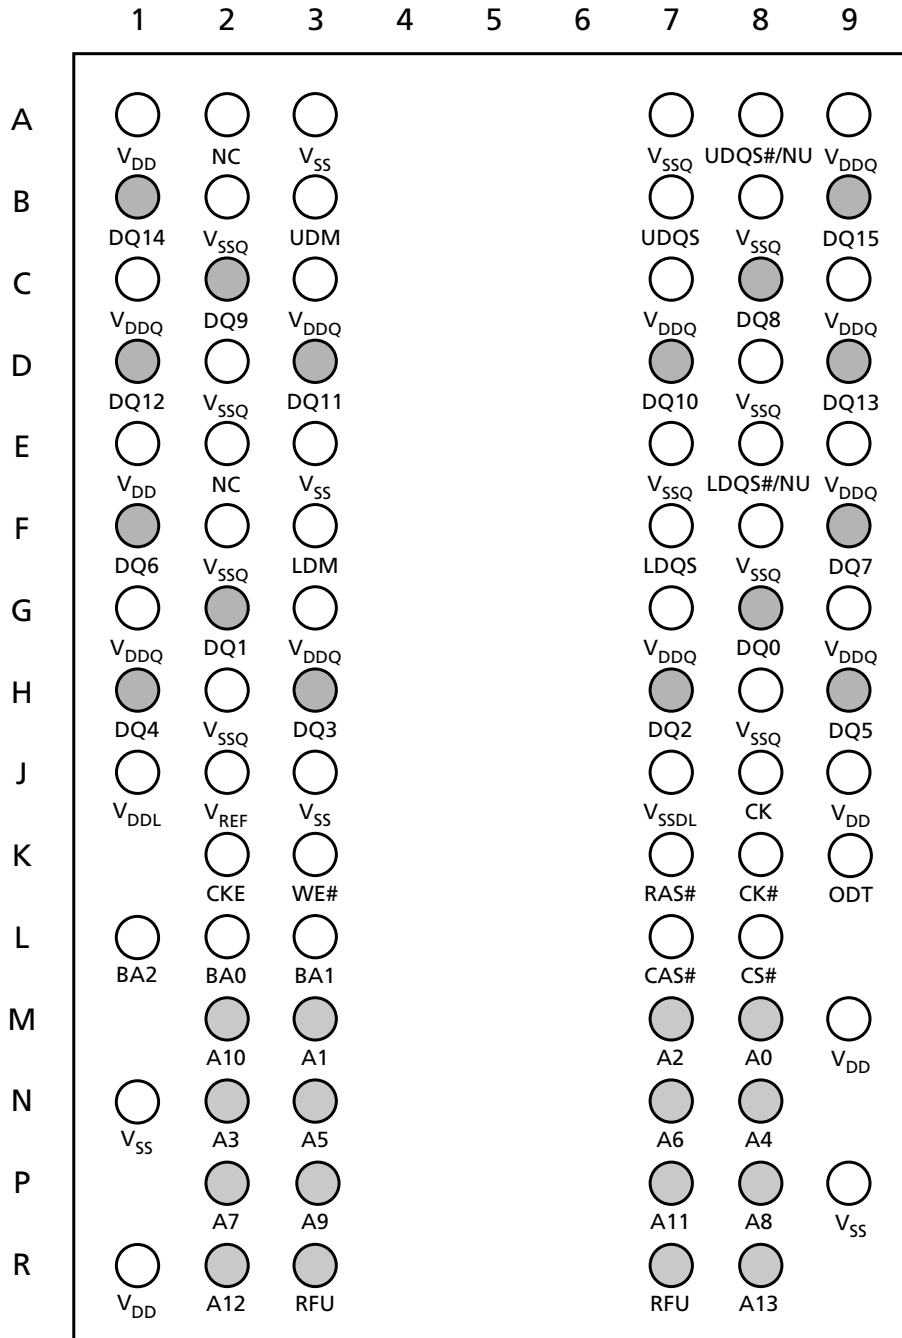 1 2 3 4 5 6 7 8 9
A
VDD NC VSS VSSQ UDQS#/NU VDDQ
B
DQ14 VSSQ UDM UDQS VSSQ DQ15
C
VDDQ DQ9 VDDQ VDDQ DQ8 VDDQ
D
DQ12 VSSQ DQ11 DQ10 VSSQ DQ13
E
VDD NC VSS VSSQ LDQS#/NU VDDQ
F
DQ6 VSSQ LDM LDQS VSSQ DQ7
G
VDDQ DQ1 VDDQ VDDQ DQ0 VDDQ
H
DQ4 VSSQ DQ3 DQ2 VSSQ DQ5
J
VDDL VREF VSS VSSDL CK VDD
K
CKE WE# RAS# CK# ODT
L
BA2 BA0 BA1 CAS# CS#
M
A10 A1 A2 A0 VDD
N
VSS A3 A5 A6 A4
P
A7 A9 A11 A8 VSS
R
VDD A12 RFU RFU A13